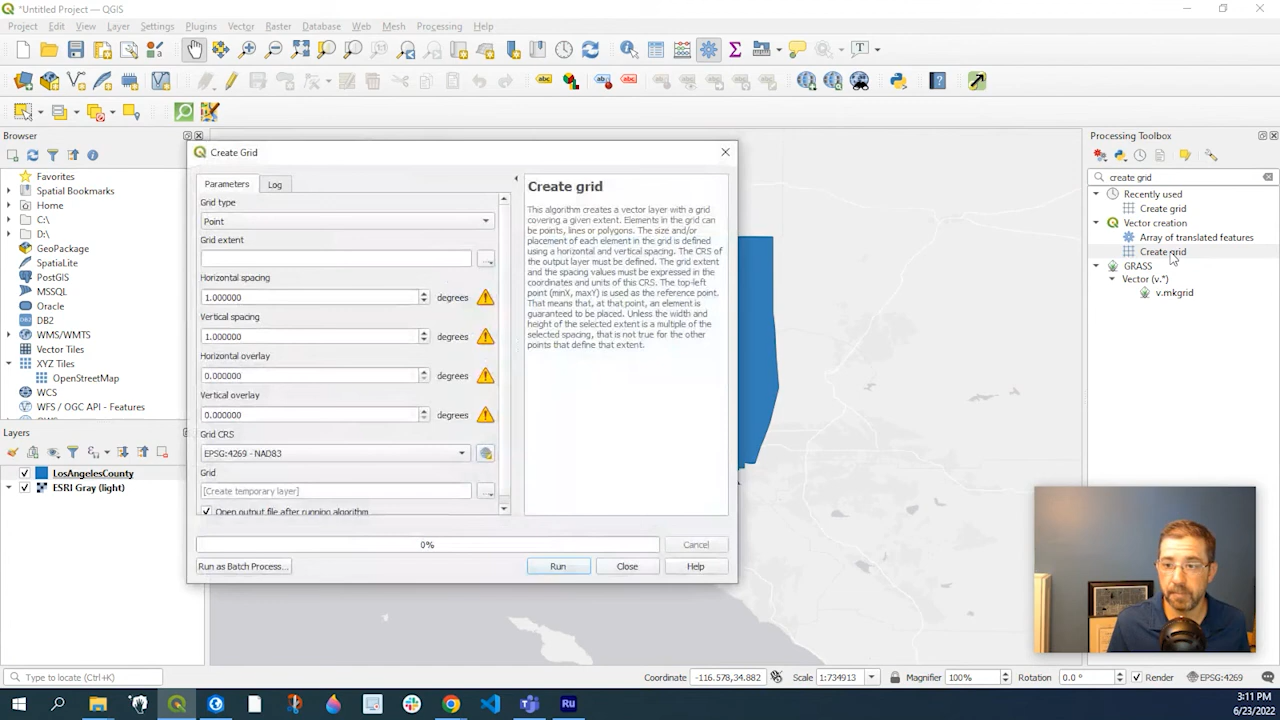 *Untitled Project — QGIS
Project Edit View Layer Settings Plugins Vector Raster Database Web Mesh Processing Help
Browser
Favorites
Spatial Bookmarks
Home
C:\
D:\
GeoPackage
SpatiaLite
PostGIS
MSSQL
Oracle
DB2
WMS/WMTS
Vector Tiles
XYZ Tiles
OpenStreetMap
WCS
WFS / OGC API - Features
Layers
LosAngelesCounty
ESRI Gray (light)
Create Grid
Parameters Log
Grid type
Point
Grid extent
Horizontal spacing
1.000000 degrees
Vertical spacing
1.000000 degrees
Horizontal overlay
0.000000 degrees
Vertical overlay
0.000000 degrees
Grid CRS
EPSG:4269 - NAD83
Grid
[Create temporary layer]
Open output file after running algorithm
0% Cancel
Run as Batch Process... Run Close Help
Create grid
This algorithm creates a vector layer with a grid
covering a given extent. Elements in the grid can
be points, lines or polygons. The size and/or
placement of each element in the grid is defined
using a horizontal and vertical spacing. The CRS of
the output layer must be defined. The grid extent
and the spacing values must be expressed in the
coordinates and units of this CRS. The top-left
point (minX, maxY) is used as the reference point.
That means that, at that point, an element is
guaranteed to be placed. Unless the width and
height of the selected extent is a multiple of the
selected spacing, that is not true for the other
points that define that extent.
Processing Toolbox
create grid
Recently used
Create grid
Vector creation
Array of translated features
Create grid
GRASS
Vector (v.*)
v.mkgrid
Type to locate (Ctrl+K) Coordinate -116.578,34.882 Scale 1:734913 Magnifier 100% Rotation 0.0 ° Render EPSG:4269
3:11 PM
6/23/2022